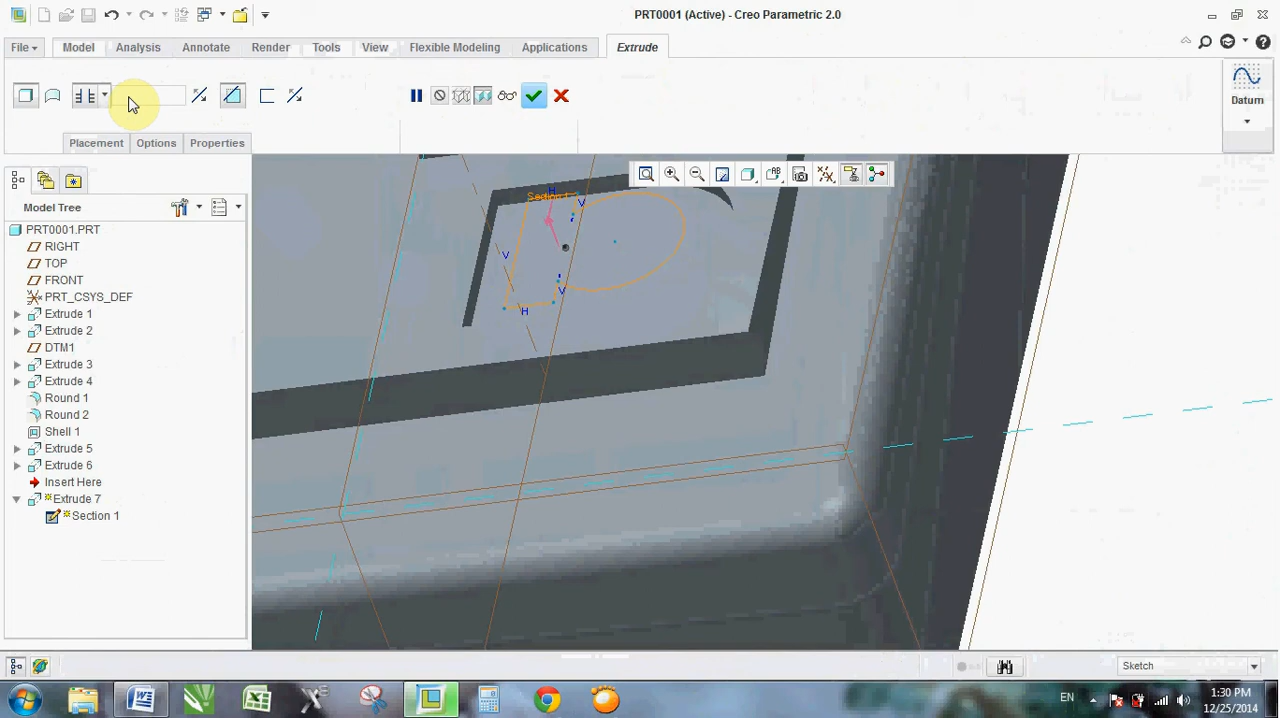 PRT0001 (Active) - Creo Parametric 2.0
File Model Analysis Annotate Render Tools View Flexible Modeling Applications Extrude
Datum
Placement Options Properties
Model Tree
PRT0001.PRT
RIGHT
TOP
FRONT
PRT_CSYS_DEF
Extrude 1
Extrude 2
DTM1
Extrude 3
Extrude 4
Round 1
Round 2
Shell 1
Extrude 5
Extrude 6
Insert Here
Extrude 7
Section 1
H
V
V
V
H
Sketch
EN
1:30 PM
12/25/2014